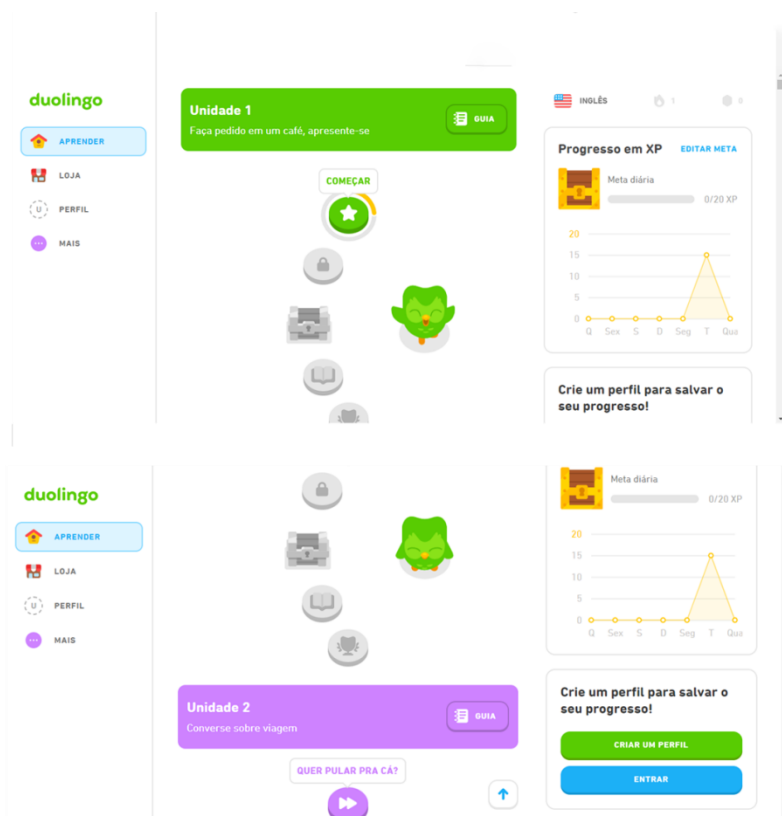 duolingo
APRENDER
LOJA
U
PERFIL
MAIS
Unidade 1
Faça pedido em um café, apresente-se
GUIA
COMEÇAR
INGLÊS
1
0
Progresso em XP
EDITAR META
Meta diária
0/20 XP
20
15
10
5
0
Q Sex S D Seg T Qua
Crie um perfil para salvar o
seu progresso!
duolingo
APRENDER
LOJA
U
PERFIL
MAIS
Unidade 2
Converse sobre viagem
GUIA
QUER PULAR PRA CÁ?
Meta diária
0/20 XP
20
15
10
5
0
Q Sex S D Seg T Qua
Crie um perfil para salvar o
seu progresso!
CRIAR UM PERFIL
ENTRAR